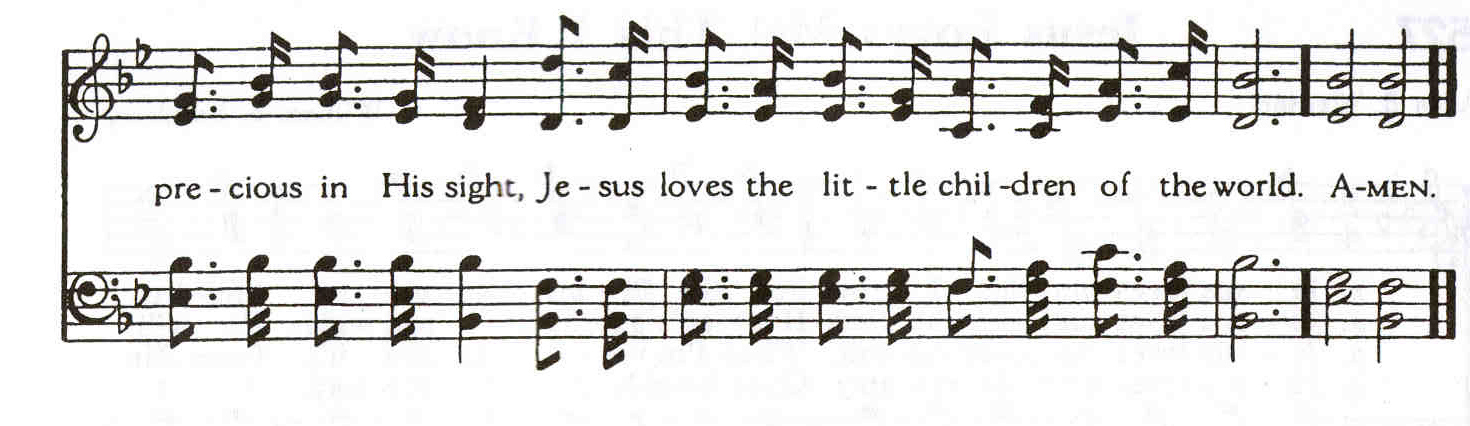 pre - cious in His sight, Je - sus loves the lit - tle chil -dren of the world. A-MEN.